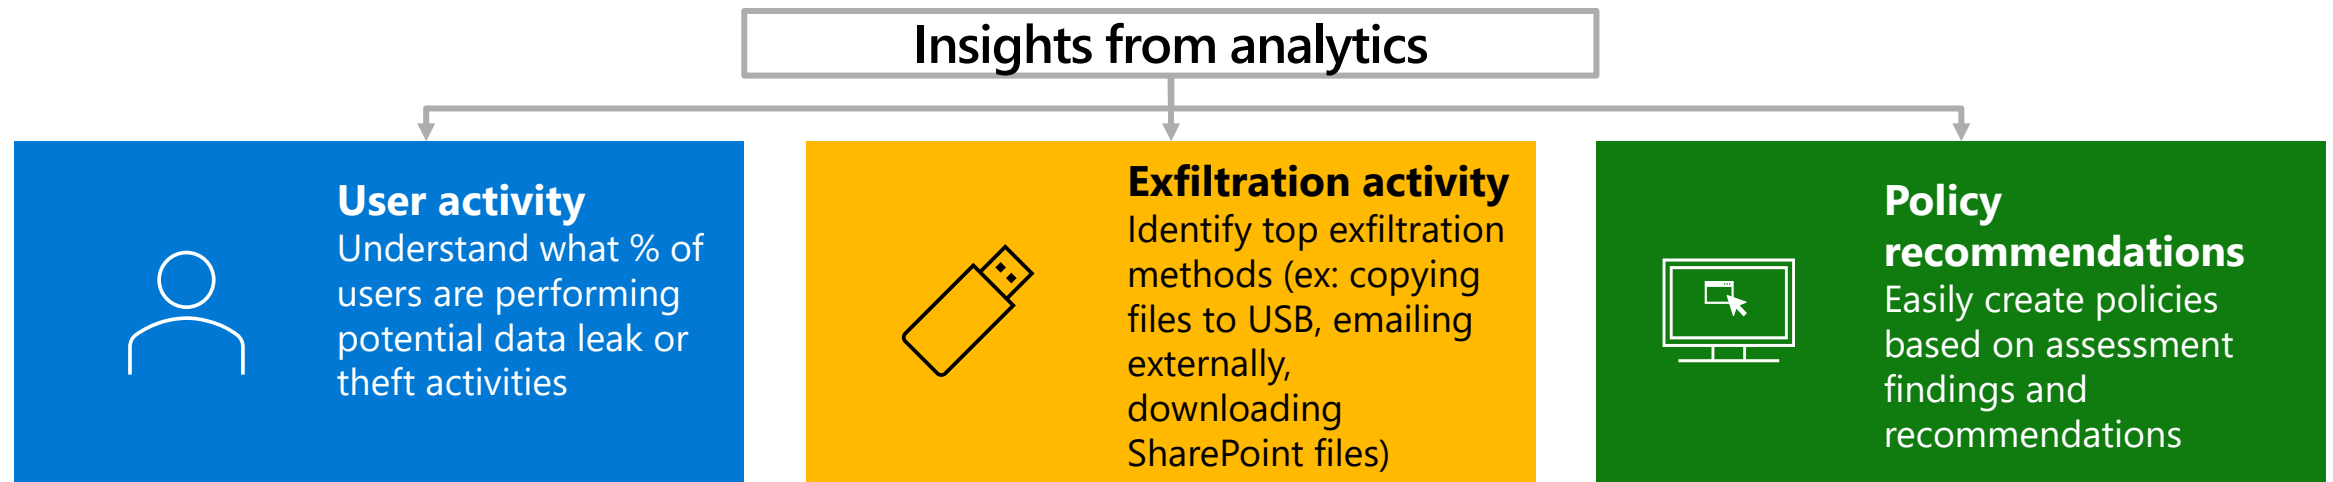 Insights from analytics
User activity
Understand what % of
users are performing
potential data leak or
theft activities
Exfiltration activity
Identify top exfiltration
methods (ex: copying
files to USB, emailing
externally,
downloading
SharePoint files)
Policy
recommendations
Easily create policies
based on assessment
findings and
recommendations